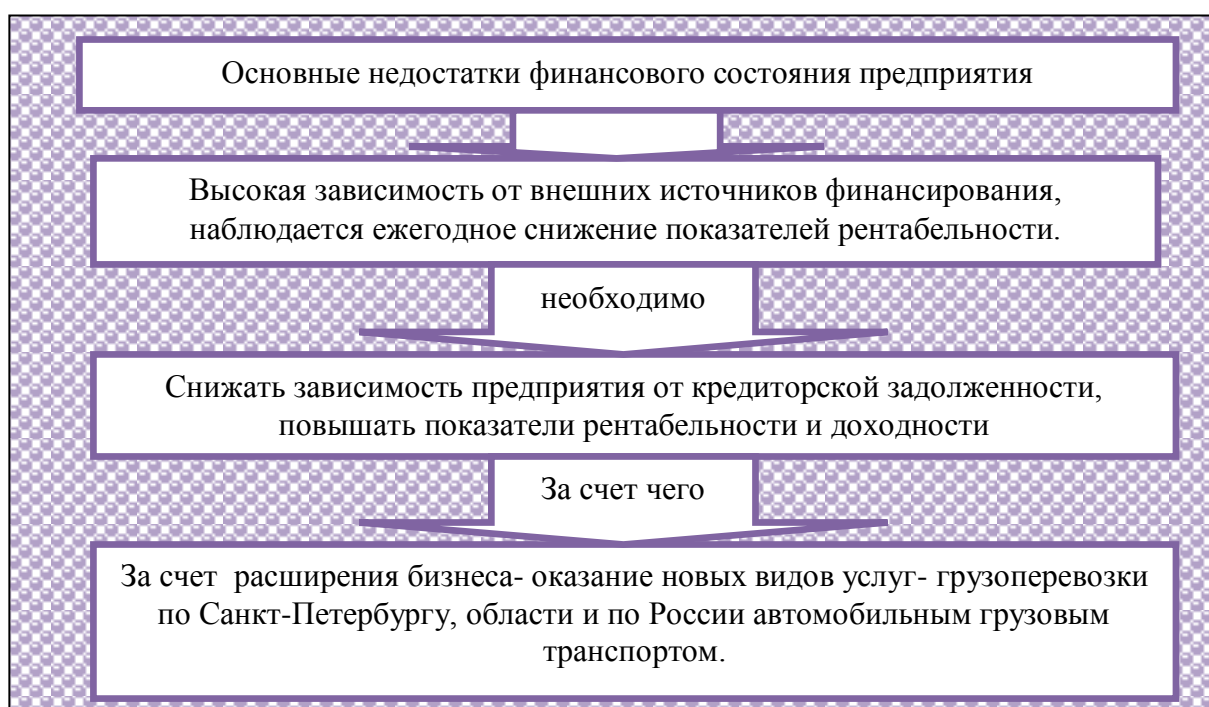 Основные недостатки финансового состояния предприятия
Высокая зависимость от внешних источников финансирования,
наблюдается ежегодное снижение показателей рентабельности.
необходимо
Снижать зависимость предприятия от кредиторской задолженности,
повышать показатели рентабельности и доходности
За счет чего
За счет  расширения бизнеса- оказание новых видов услуг- грузоперевозки
по Санкт-Петербургу, области и по России автомобильным грузовым
транспортом.